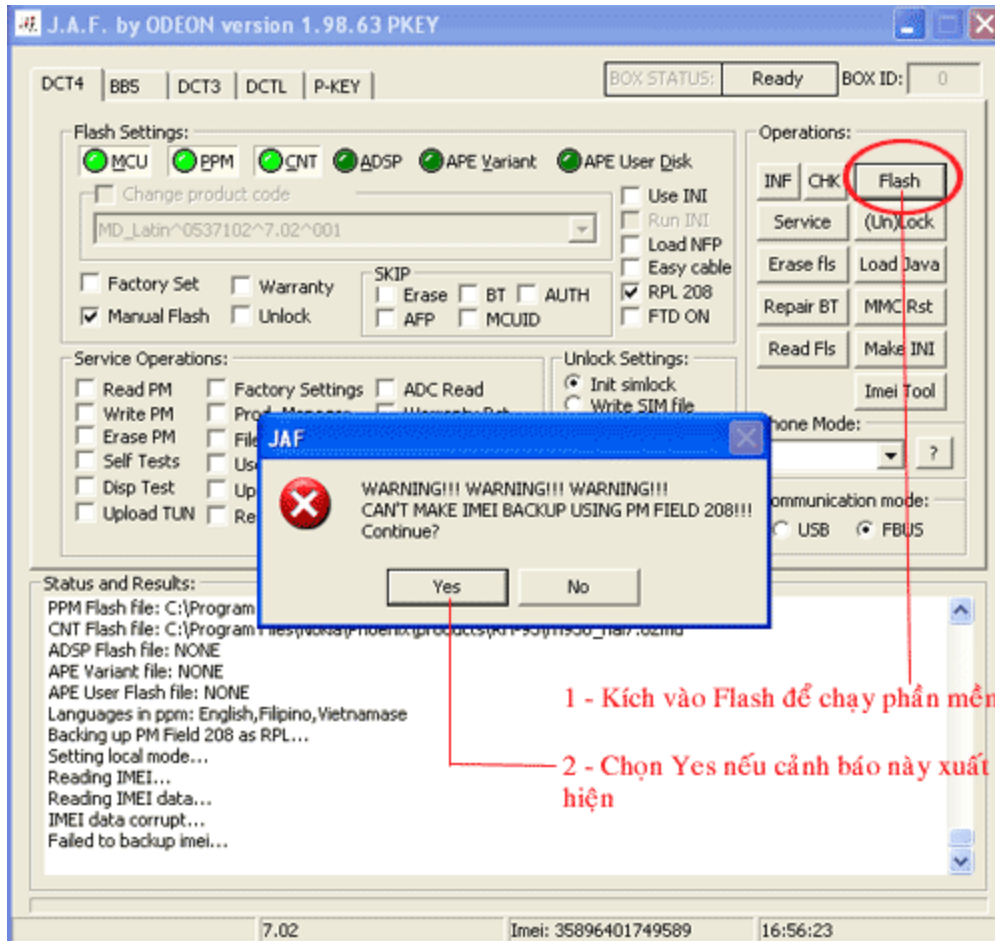 J.A.F. by ODEON version 1.98.63 PKEY
DCT4 BB5 DCT3 DCTL P-KEY
BOX STATUS: Ready BOX ID: 0
Flash Settings:
MCU PPM CNT ADSP APE Variant APE User Disk
Change product code
MD_Latin^0537102^7.02^001
Use INI
Run INI
Load NFP
Easy cable
RPL 208
FTD ON
Factory Set Warranty
Manual Flash Unlock
SKIP
Erase BT AUTH
AFP MCUID
Operations:
INF CHK Flash
Service (Un)Lock
Erase fls Load Java
Repair BT MMC Rst
Read Fls Make INI
Imei Tool
Service Operations:
Read PM Factory Settings ADC Read
Write PM
Erase PM
Self Tests
Disp Test
Upload TUN
Unlock Settings:
Init simlock
Write SIM file
hone Mode:
?
ommunication mode:
USB FBUS
JAF
WARNING!!! WARNING!!! WARNING!!!
CAN'T MAKE IMEI BACKUP USING PM FIELD 208!!!
Continue?
Yes No
Status and Results:
PPM Flash file: C:\Program
CNT Flash file: C:\Program
ADSP Flash file: NONE
APE Variant file: NONE
APE User Flash file: NONE
Languages in ppm: English,Filipino,Vietnamase
Backing up PM Field 208 as RPL...
Setting local mode...
Reading IMEI...
Reading IMEI data...
IMEI data corrupt...
Failed to backup imei...
1 - Kích vào Flash để chạy phần mền
2 - Chọn Yes nếu cảnh báo này xuất
hiện
7.02 Imei: 35896401749589 16:56:23